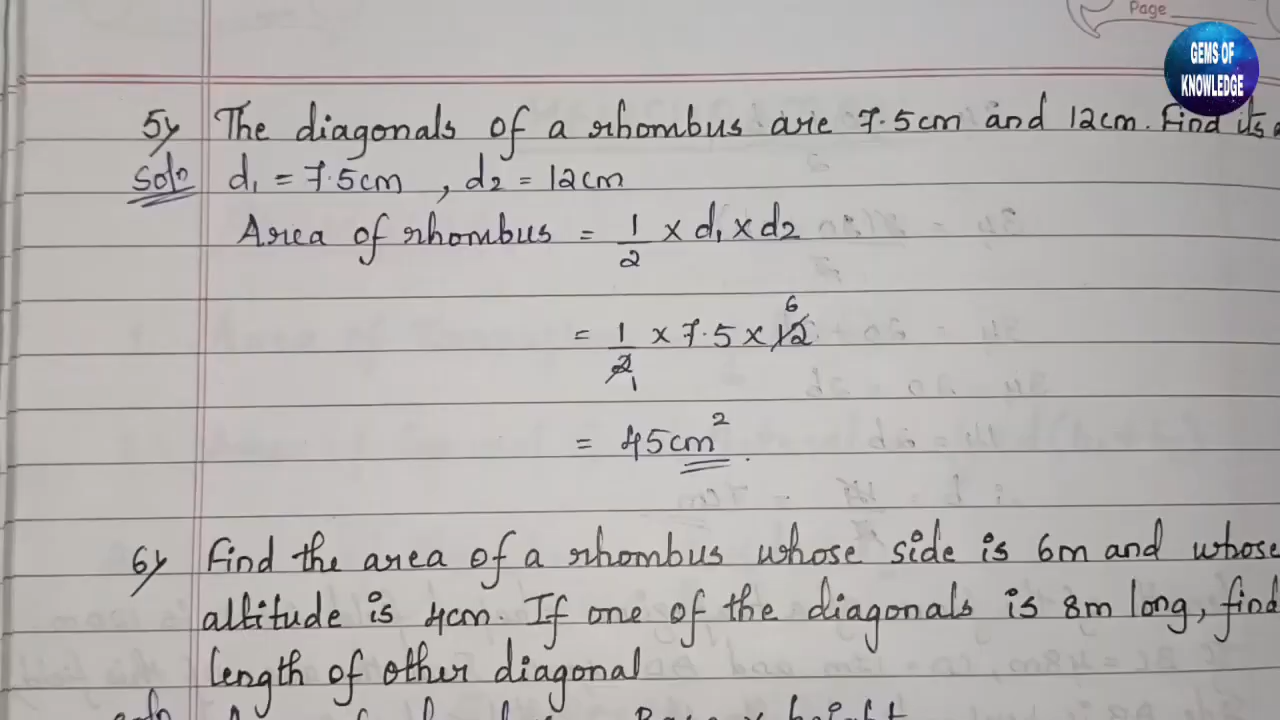 Page
GEMS OF
KNOWLEDGE
5) The diagonals of a rhombus are 7.5cm and 12cm. Find its
Soln d₁ = 7.5cm , d₂ = 12cm
Area of rhombus = 1/2 × d₁ × d₂
= 1/2 × 7.5 × 12 6
1
= 45cm²
6) Find the area of a rhombus whose side is 6m and whose
altitude is 4cm. If one of the diagonals is 8m long, find
length of other diagonal